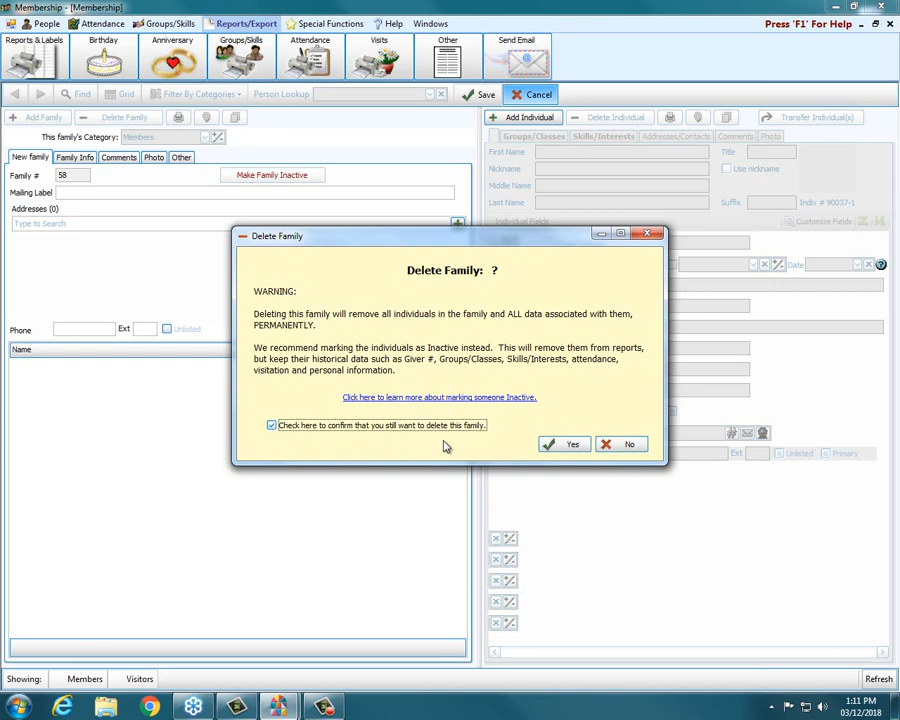 Membership - [Membership]
People Attendance Groups/Skills Reports/Export Special Functions Help Windows Press 'F1' For Help
Reports & Labels Birthday Anniversary Groups/Skills Attendance Visits Other Send Email
Find Grid Filter By Categories Person Lookup Save Cancel
Add Family Delete Family Add Individual Delete Individual Transfer Individual(s)
This family's Category: Members
Groups/Classes Skills/Interests Addresses/Contacts Comments Photo
New family Family Info Comments Photo Other
First Name Title
Family # 58 Make Family Inactive
Nickname Use nickname
Mailing Label
Middle Name
Last Name Suffix Indiv # 90037-1
Addresses (0)
Type to Search
Individual Fields Customize Fields
Delete Family
Date
Delete Family: ?
WARNING:
Deleting this family will remove all individuals in the family and ALL data associated with them,
PERMANENTLY.
We recommend marking the individuals as Inactive instead. This will remove them from reports,
but keep their historical data such as Giver #, Groups/Classes, Skills/Interests, attendance,
visitation and personal information.
Click here to learn more about marking someone Inactive.
Check here to confirm that you still want to delete this family.
Yes No
Phone Ext Unlisted
Name
Ext Unlisted Primary
Showing: Members Visitors Refresh
1:11 PM
03/12/2018